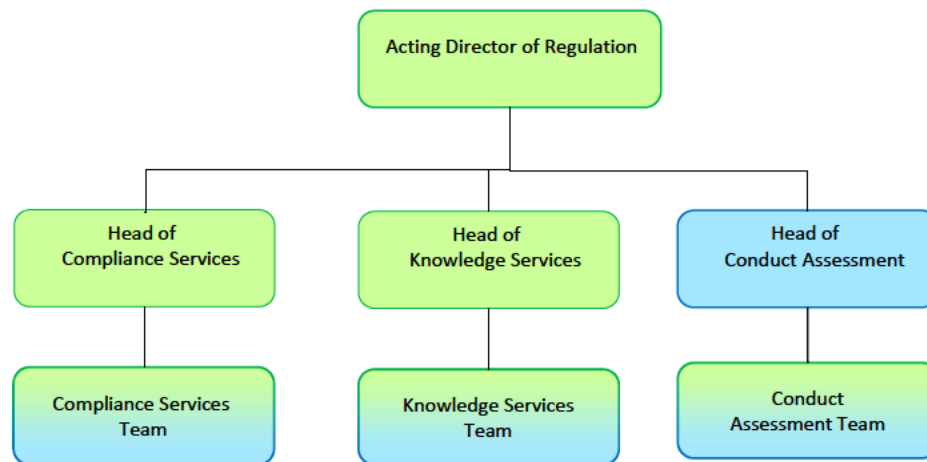 Acting Director of Regulation
Head of
Compliance Services
Head of
Knowledge Services
Head of
Conduct Assessment
Compliance Services
Team
Knowledge Services
Team
Conduct
Assessment Team